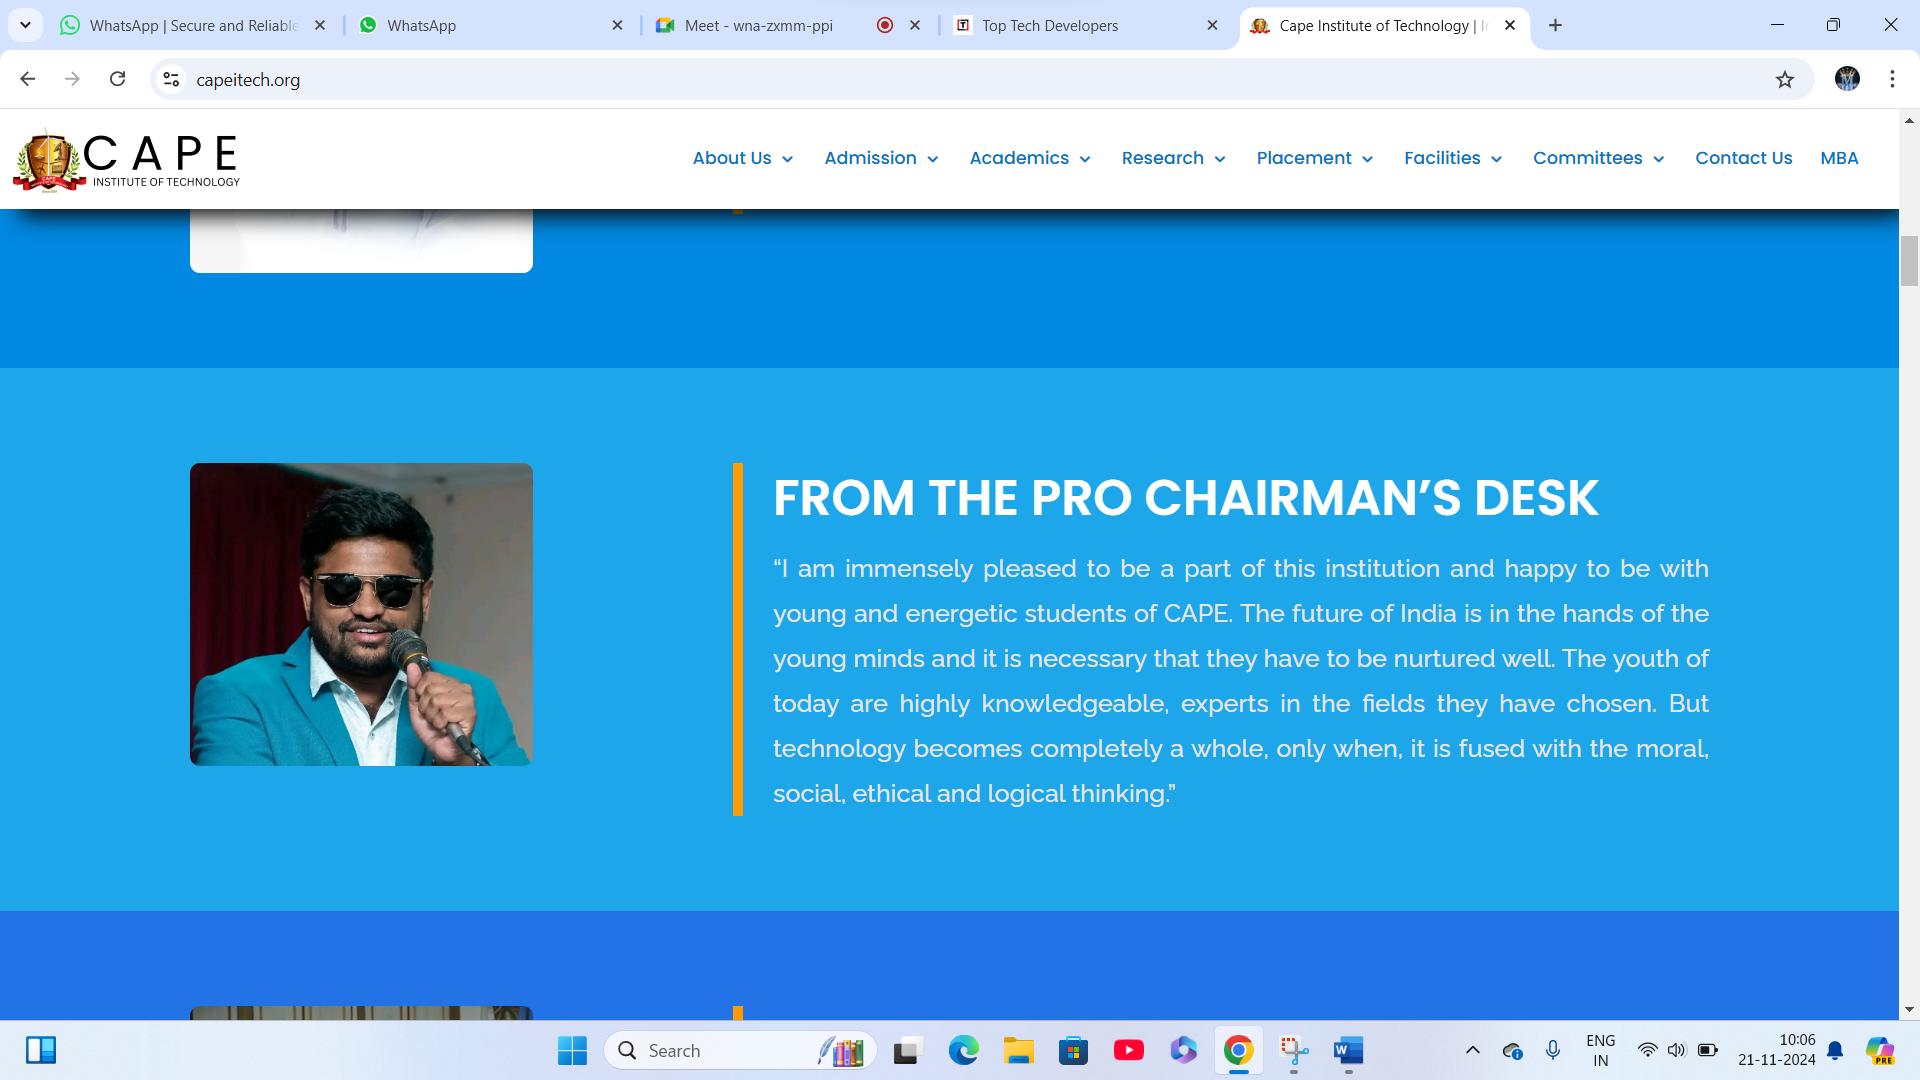 WhatsApp | Secure and Reliable
WhatsApp
Meet - wna-zxmm-ppi
Top Tech Developers
Cape Institute of Technology | In
capeitech.org
CAPE
INSTITUTE OF TECHNOLOGY
About Us
Admission
Academics
Research
Placement
Facilities
Committees
Contact Us
MBA
FROM THE PRO CHAIRMAN’S DESK
“I am immensely pleased to be a part of this institution and happy to be with
young and energetic students of CAPE. The future of India is in the hands of the
young minds and it is necessary that they have to be nurtured well. The youth of
today are highly knowledgeable, experts in the fields they have chosen. But
technology becomes completely a whole, only when, it is fused with the moral,
social, ethical and logical thinking.”
Search
ENG
IN
10:06
21-11-2024
PRE